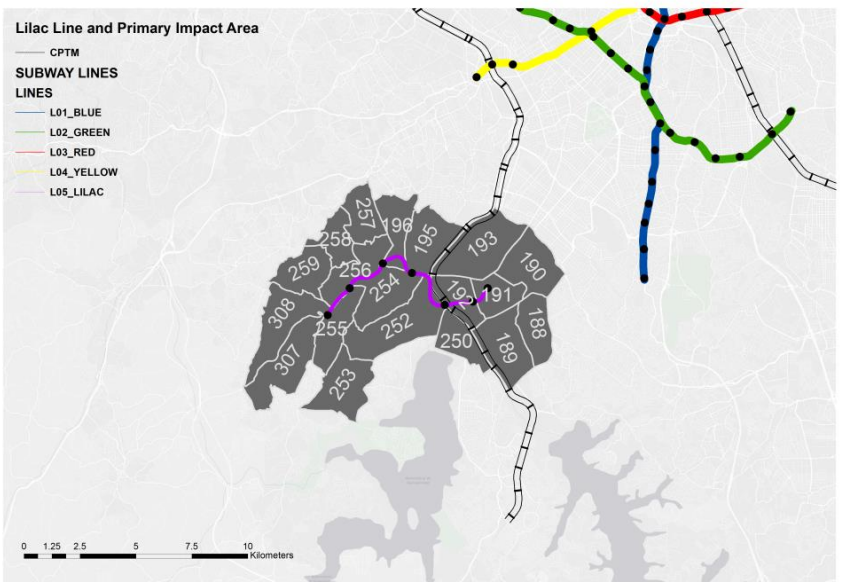 Lilac Line and Primary Impact Area
CPTM
SUBWAY LINES
LINES
L01_BLUE
L02_GREEN
L03_RED
L04_YELLOW
L05_LILAC
257
196
195
193
258
190
259
256
254
192
191
308
255
252
250
188
189
307
253
0 1.25 2.5 5 7.5 10
Kilometers